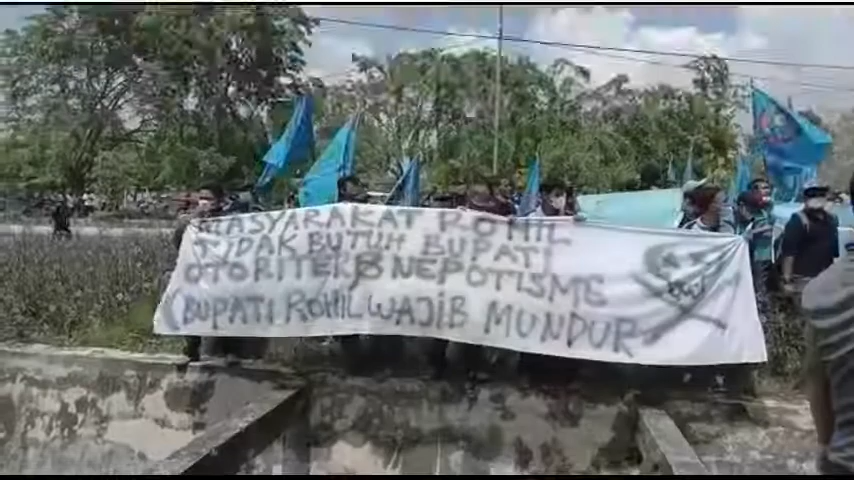 MASYARAKAT ROHIL
TIDAK BUTUH BUPATI
OTORITER & NEPOTISME
(BUPATI ROHIL WAJIB MUNDUR